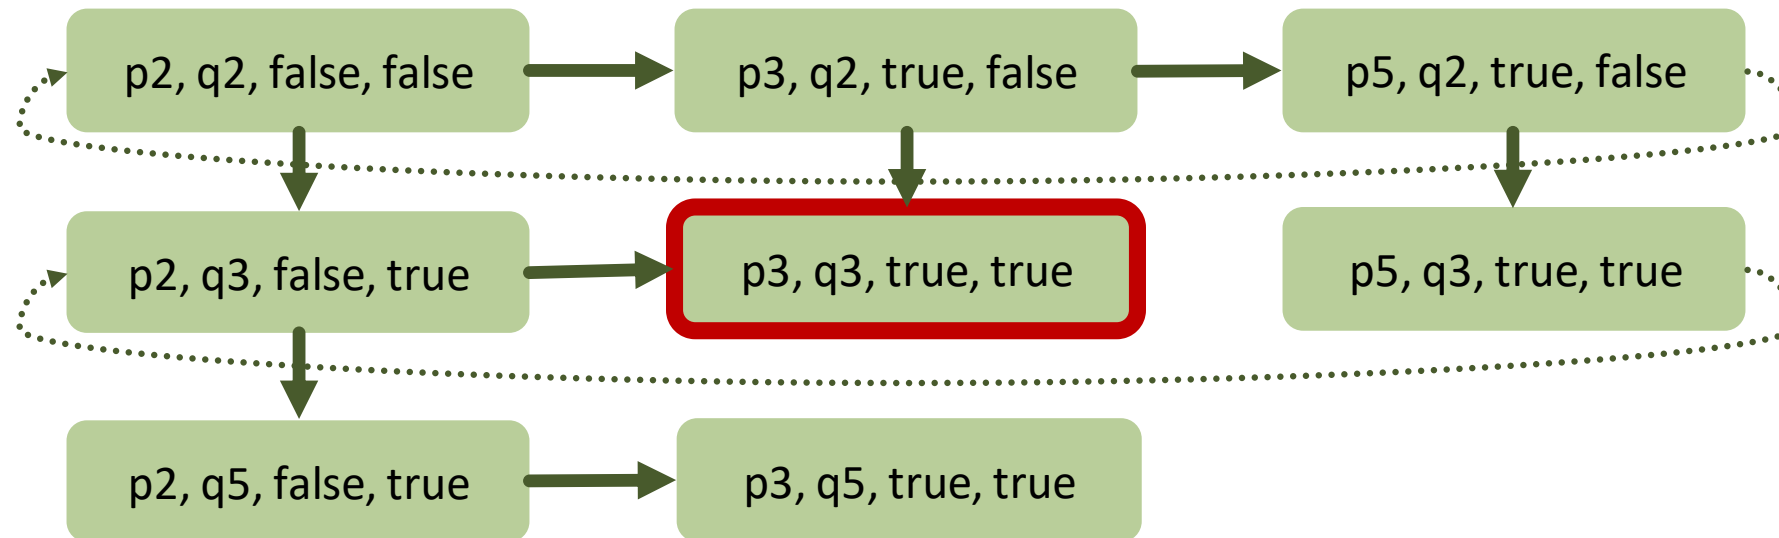 p2, q2, false, false
p3, q2, true, false
p5, q2, true, false
p2, q3, false, true
p3, q3, true, true
p5, q3, true, true
p2, q5, false, true
p3, q5, true, true